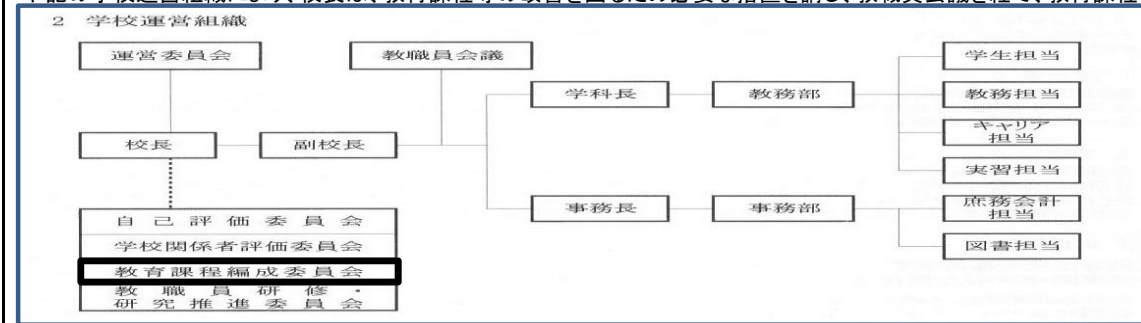 2 学校運営組織
運営委員会
教職員会議
学生担当
学科長
教務部
教務担当
キャリア
担当
校長
副校長
実習担当
事務長
事務部
庶務会計
担当
図書担当
自己評価委員会
学校関係者評価委員会
教育課程編成委員会
教職員研修・
研究推進委員会